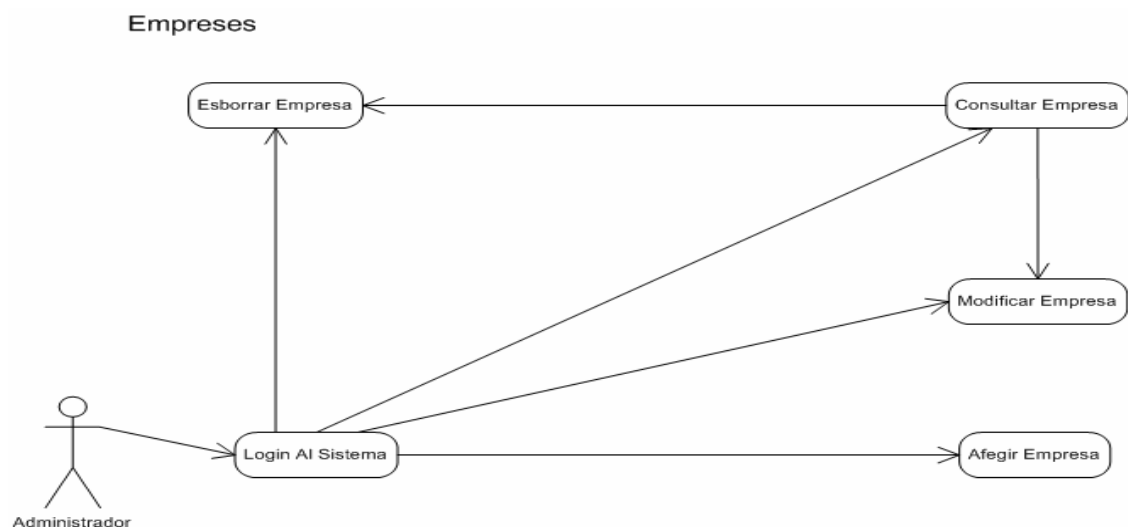 Empreses
Esborrar Empresa
Consultar Empresa
Modificar Empresa
Login Al Sistema
Afegir Empresa
Administrador